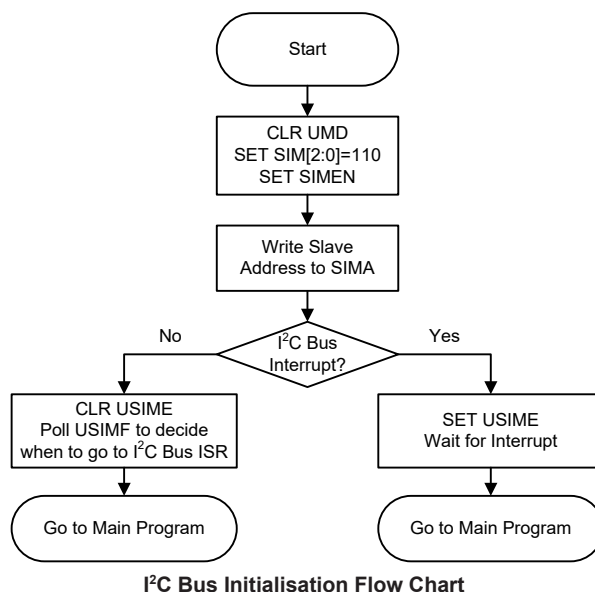 Start
CLR UMD
SET SIM[2:0]=110
SET SIMEN
Write Slave
Address to SIMA
I²C Bus
Interrupt?
No
Yes
CLR USIME
Poll USIMF to decide
when to go to I²C Bus ISR
SET USIME
Wait for Interrupt
Go to Main Program
Go to Main Program
I²C Bus Initialisation Flow Chart